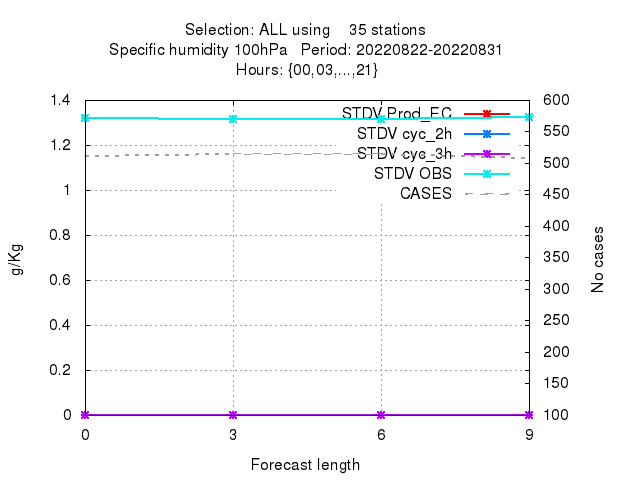 Selection: ALL using    35 stations
Specific humidity 100hPa   Period: 20220822-20220831
Hours: {00,03,...,21}
STDV Prod_EC
STDV cyc_2h
STDV cyc_3h
STDV OBS
CASES
1.4
1.2
1
0.8
0.6
0.4
0.2
0
g/Kg
600
550
500
450
400
350
300
250
200
150
100
No cases
0 3 6 9
Forecast length